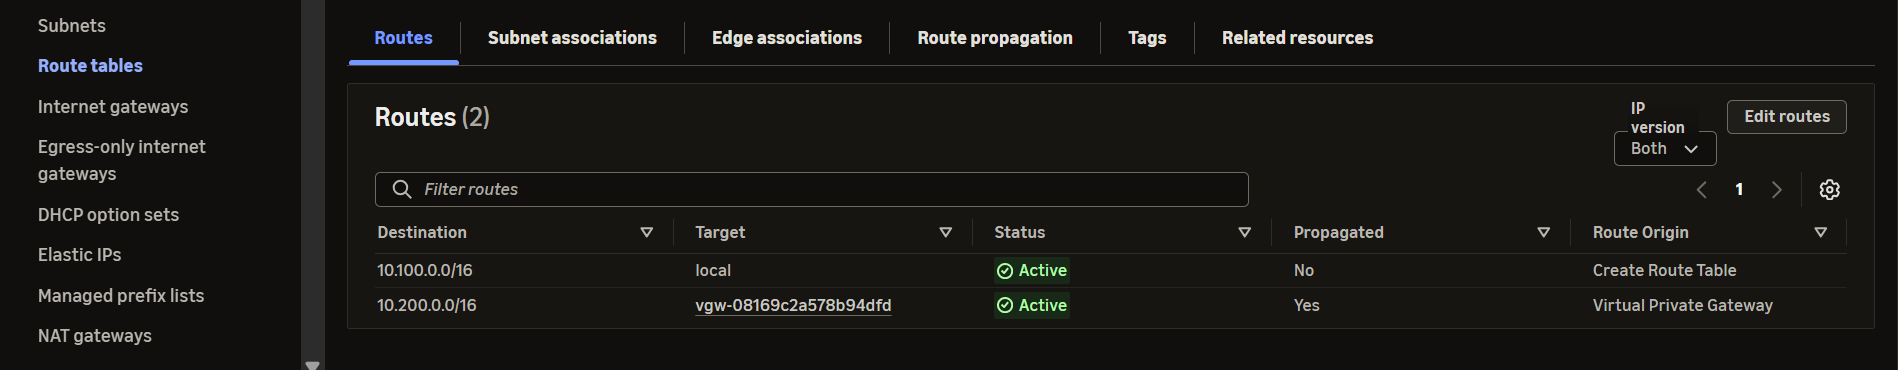 Subnets
Route tables
Internet gateways
Egress-only internet
gateways
DHCP option sets
Elastic IPs
Managed prefix lists
NAT gateways
Routes
Subnet associations
Edge associations
Route propagation
Tags
Related resources
Routes (2)
IP
version
Both
Edit routes
Filter routes
1
Destination Target Status Propagated Route Origin
10.100.0.0/16 local Active No Create Route Table
10.200.0.0/16 vgw-08169c2a578b94dfd Active Yes Virtual Private Gateway